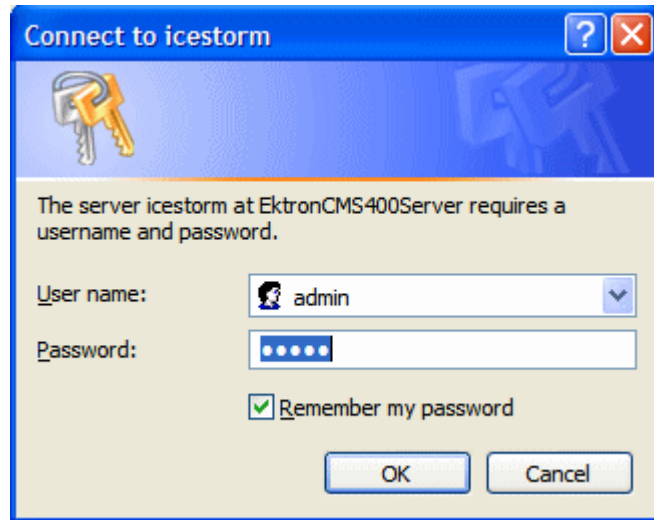 Connect to icestorm
The server icestorm at EktronCMS400Server requires a
username and password.
User name:
admin
Password:
●●●●●
Remember my password
OK
Cancel